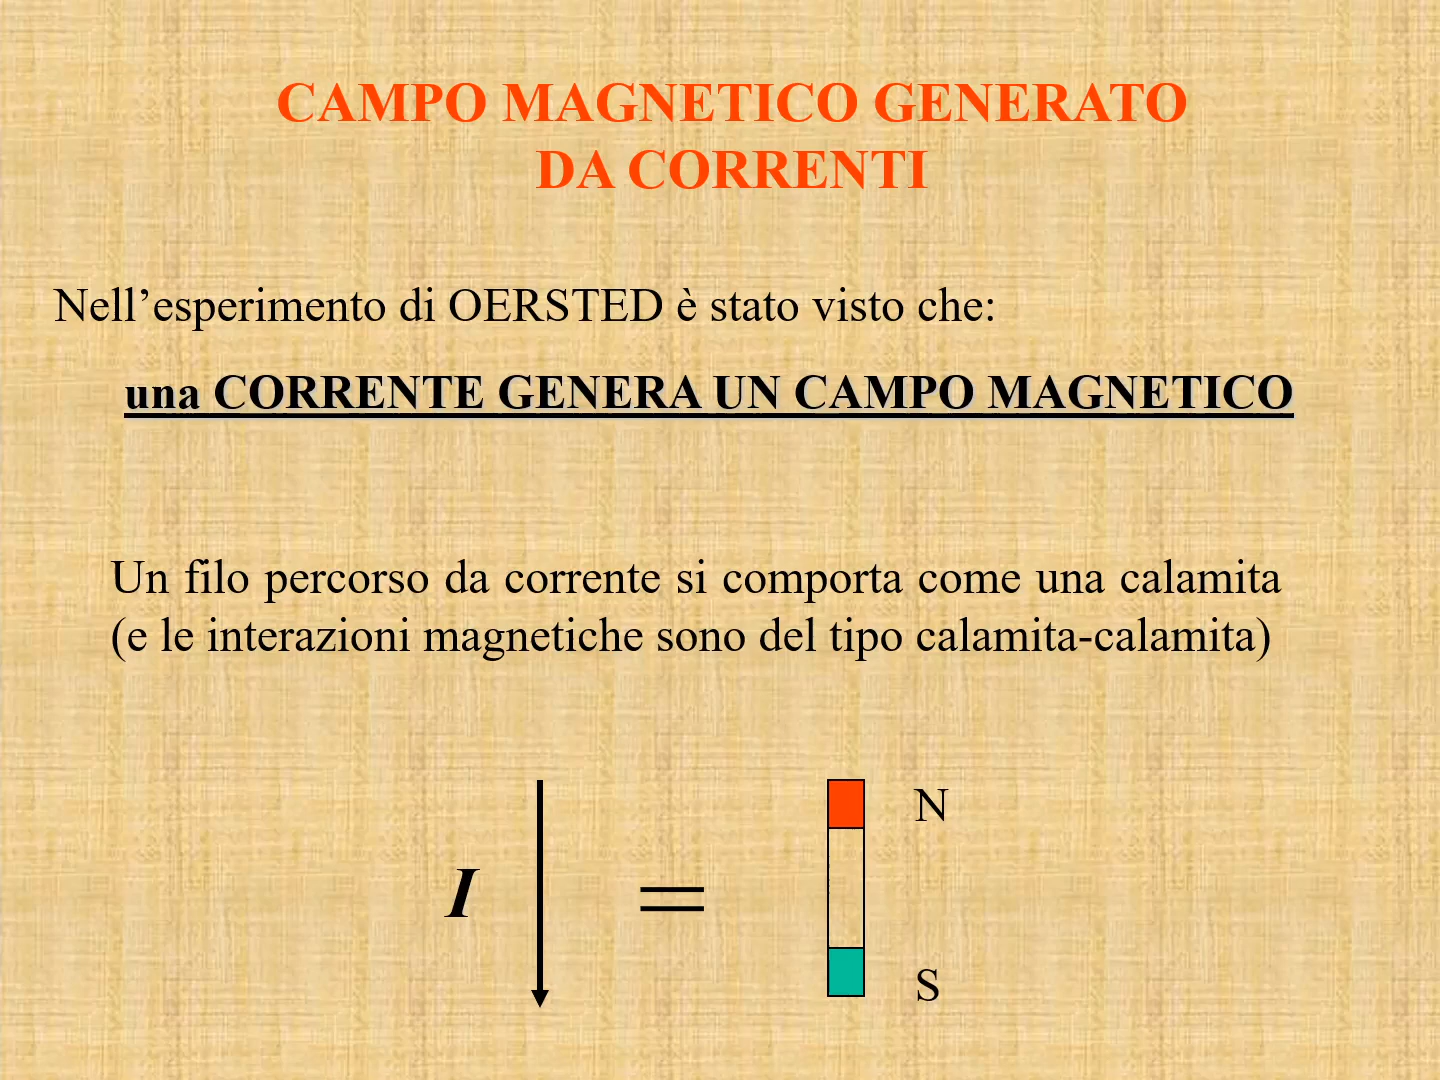 CAMPO MAGNETICO GENERATO
DA CORRENTI
Nell’esperimento di OERSTED è stato visto che:
una CORRENTE GENERA UN CAMPO MAGNETICO
Un filo percorso da corrente si comporta come una calamita
(e le interazioni magnetiche sono del tipo calamita-calamita)
N
I =
S